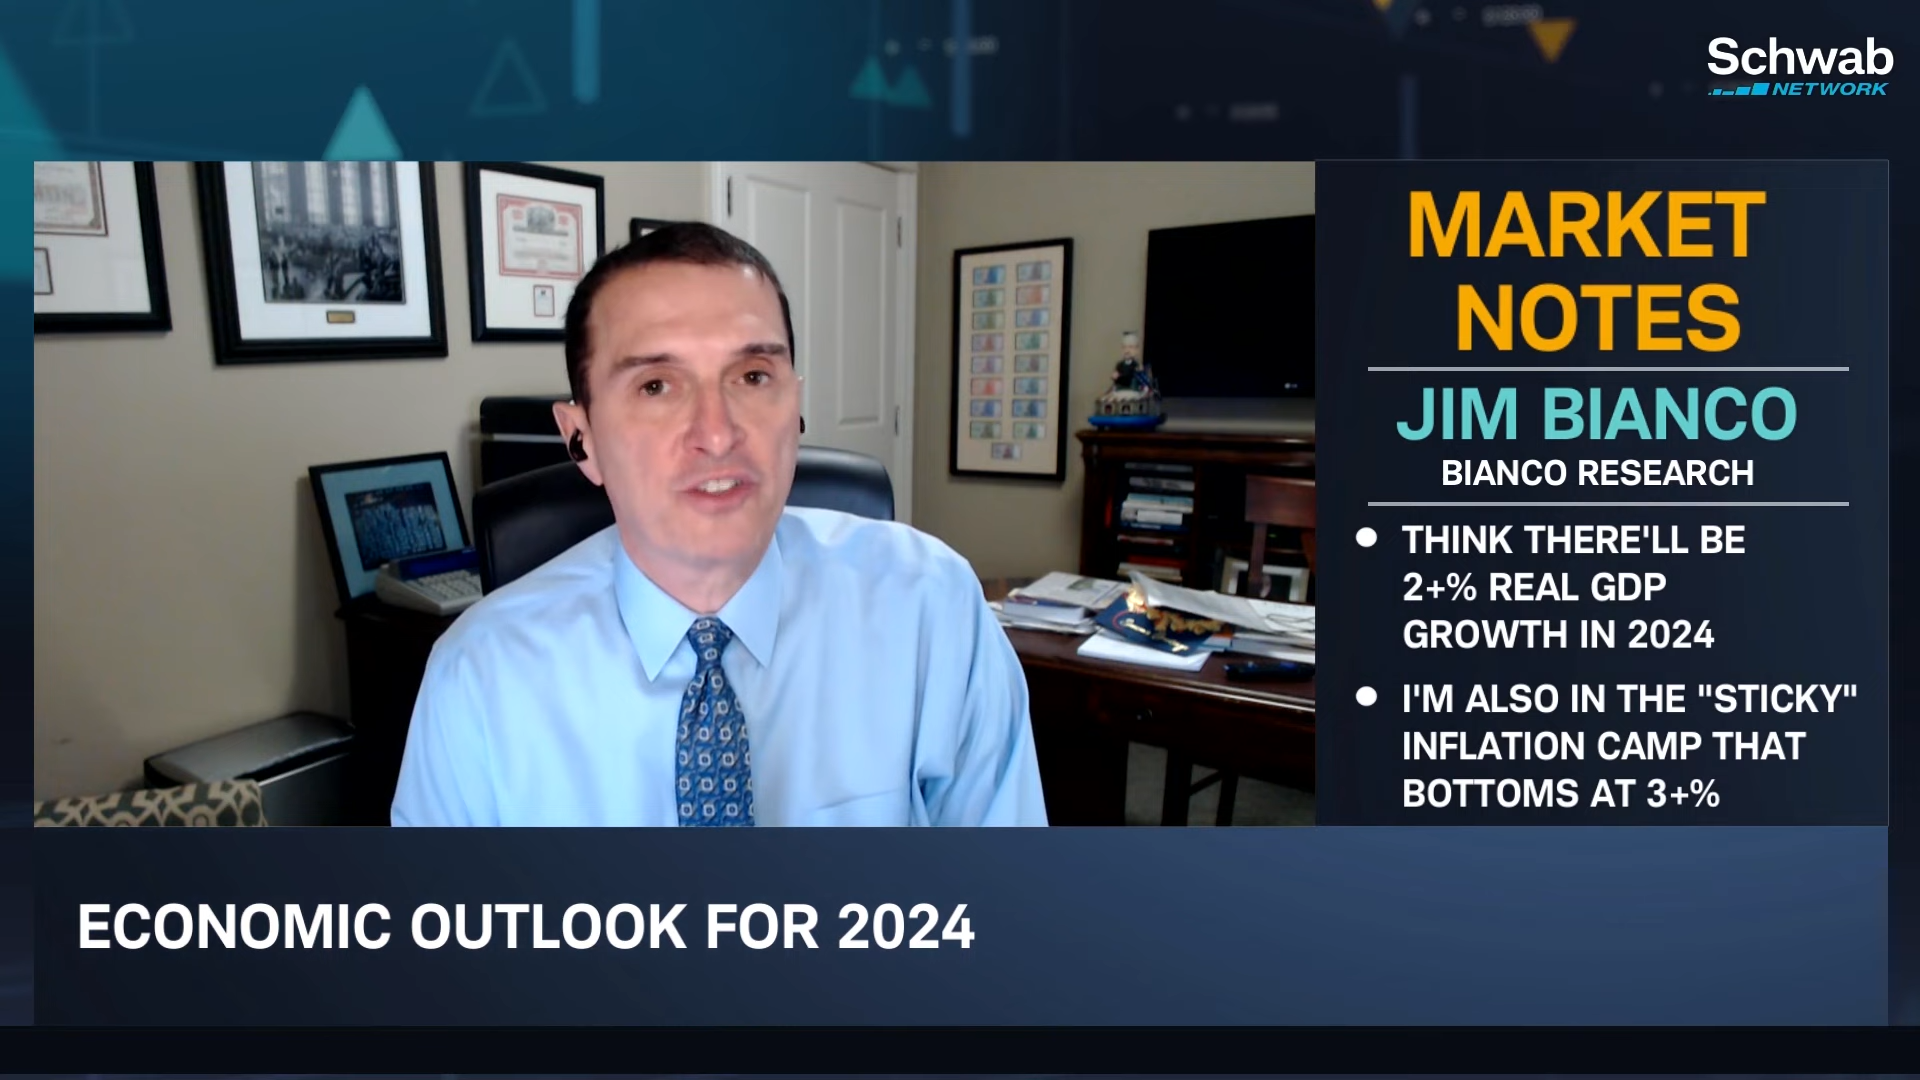 Schwab
NETWORK
MARKET
NOTES
JIM BIANCO
BIANCO RESEARCH
THINK THERE'LL BE
2+% REAL GDP
GROWTH IN 2024
I'M ALSO IN THE "STICKY"
INFLATION CAMP THAT
BOTTOMS AT 3+%
ECONOMIC OUTLOOK FOR 2024